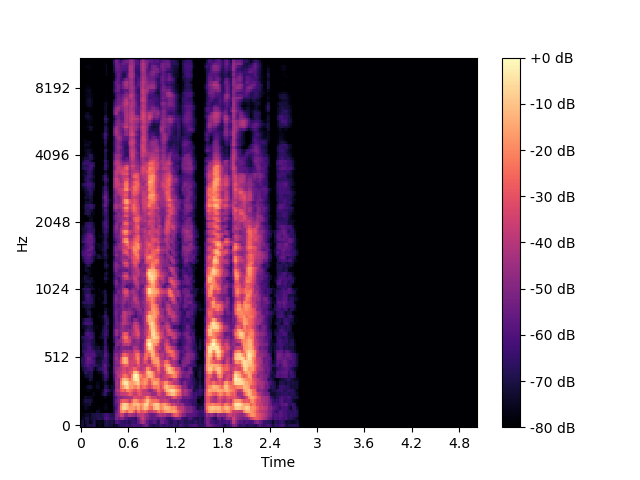 +0 dB
8192
-10 dB
4096
-20 dB
-30 dB
2048
Hz
-40 dB
1024
-50 dB
-60 dB
512
-70 dB
0
-80 dB
0 0.6 1.2 1.8 2.4 3 3.6 4.2 4.8
Time